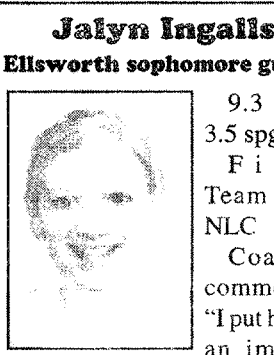 Jalyn Ingalls
Ellsworth sophomore gu
9.3
3.5 spg
F i
Team
NLC
Coa
comme
"I put h
an im